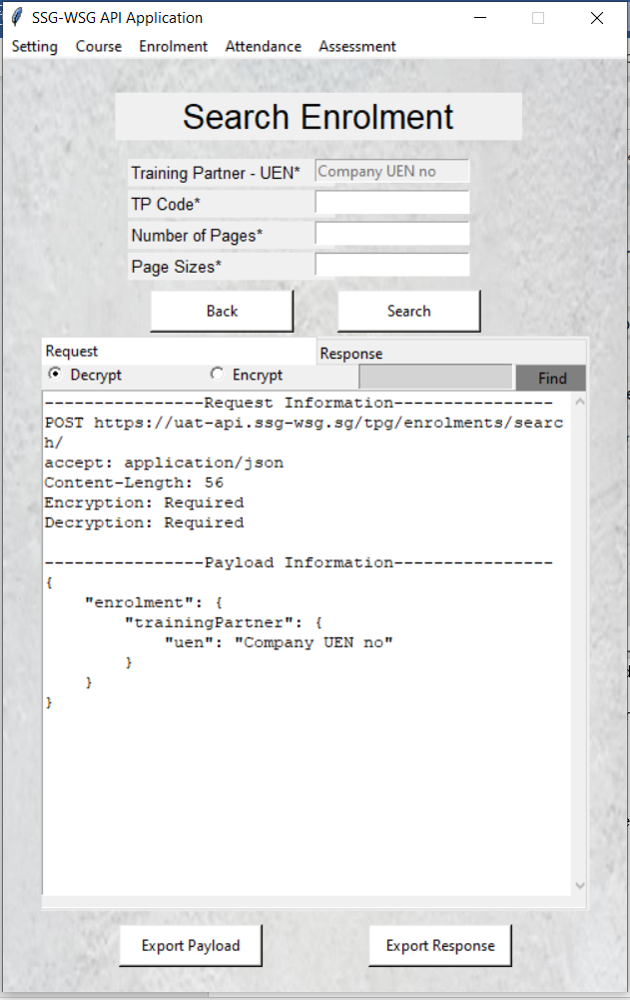 SSG-WSG API Application
Setting Course Enrolment Attendance Assessment
Search Enrolment
Training Partner - UEN* Company UEN no
TP Code*
Number of Pages*
Page Sizes*
Back Search
Request Response
Decrypt Encrypt Find
----------------Request Information----------------
POST https://uat-api.ssg-wsg.sg/tpg/enrolments/searc
h/
accept: application/json
Content-Length: 56
Encryption: Required
Decryption: Required
----------------Payload Information----------------
{
    "enrolment": {
        "trainingPartner": {
            "uen": "Company UEN no"
        }
    }
}
Export Payload Export Response